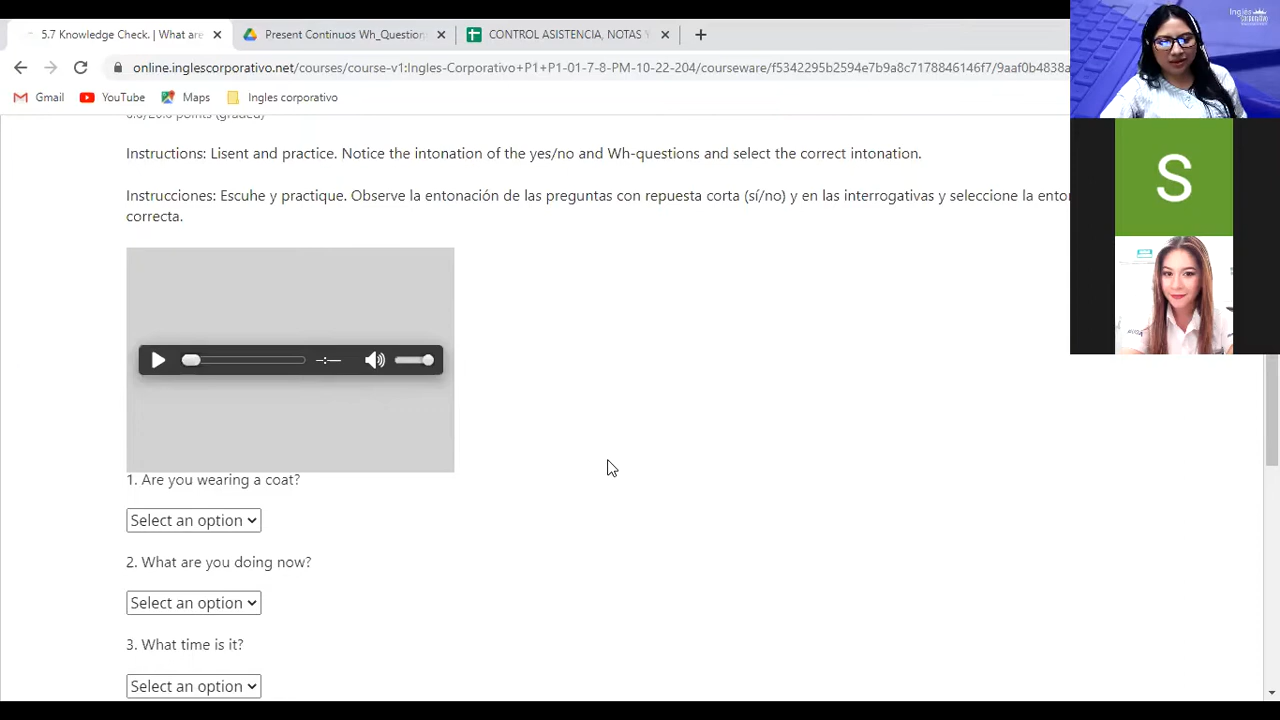 5.7 Knowledge Check. | What are
Present Continuos Wh_Question
CONTROL ASISTENCIA, NOTAS Y
online.inglescorporativo.net/courses/course-v1:Ingles-Corporativo+P1+P1-01-7-8-PM-10-22-204/courseware/f5342295b2594e7b9a8c7178846146f7/9aaf0b4838a
Gmail
YouTube
Maps
Ingles corporativo
Inglés
corporativo
points (graded)
Instructions: Lisent and practice. Notice the intonation of the yes/no and Wh-questions and select the correct intonation.
Instrucciones: Escuhe y practique. Observe la entonación de las preguntas con repuesta corta (sí/no) y en las interrogativas y seleccione la ento
correcta.
S
-:--
1. Are you wearing a coat?
Select an option
2. What are you doing now?
Select an option
3. What time is it?
Select an option